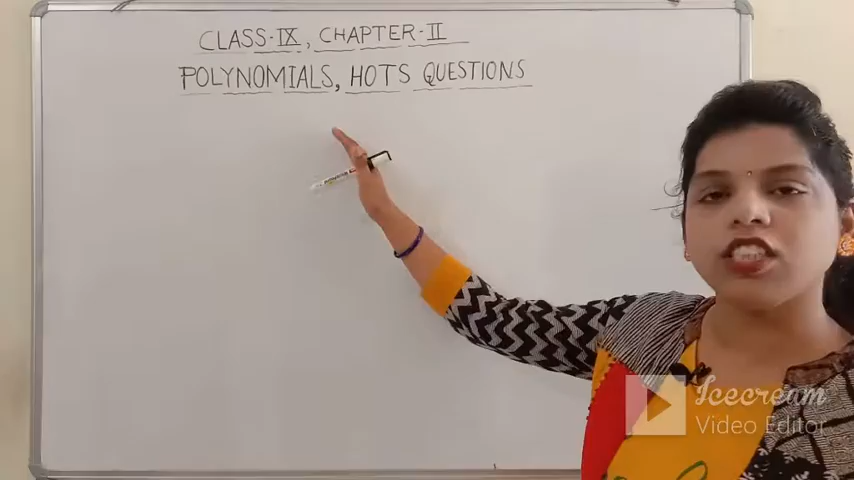 CLASS-IX, CHAPTER-II
POLYNOMIALS, HOTS QUESTIONS
Icecream
Video Editor